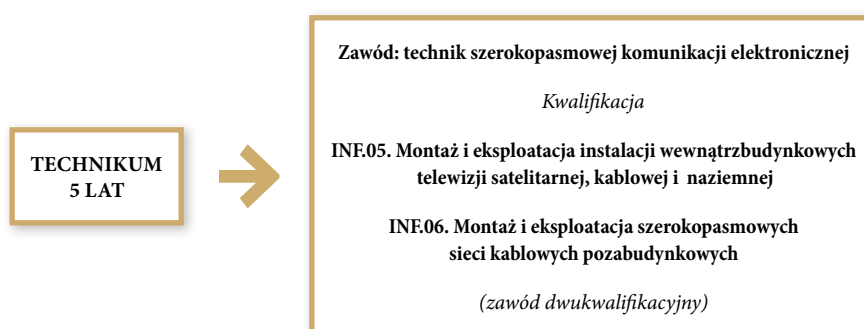 TECHNIKUM
5 LAT
Zawód: technik szerokopasmowej komunikacji elektronicznej
Kwalifikacja
INF.05. Montaż i eksploatacja instalacji wewnątrzbudynkowych
telewizji satelitarnej, kablowej i naziemnej
INF.06. Montaż i eksploatacja szerokopasmowych
sieci kablowych pozabudynkowych
(zawód dwukwalifikacyjny)